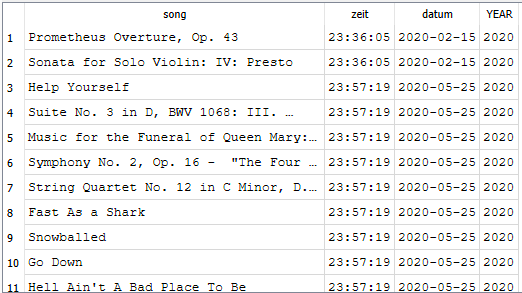 song zeit datum YEAR
1 Prometheus Overture, Op. 43 23:36:05 2020-02-15 2020
2 Sonata for Solo Violin: IV: Presto 23:36:05 2020-02-15 2020
3 Help Yourself 23:57:19 2020-05-25 2020
4 Suite No. 3 in D, BWV 1068: III. … 23:57:19 2020-05-25 2020
5 Music for the Funeral of Queen Mary:… 23:57:19 2020-05-25 2020
6 Symphony No. 2, Op. 16 -  "The Four … 23:57:19 2020-05-25 2020
7 String Quartet No. 12 in C Minor, D.… 23:57:19 2020-05-25 2020
8 Fast As a Shark 23:57:19 2020-05-25 2020
9 Snowballed 23:57:19 2020-05-25 2020
10 Go Down 23:57:19 2020-05-25 2020
11 Hell Ain't A Bad Place To Be 23:57:19 2020-05-25 2020